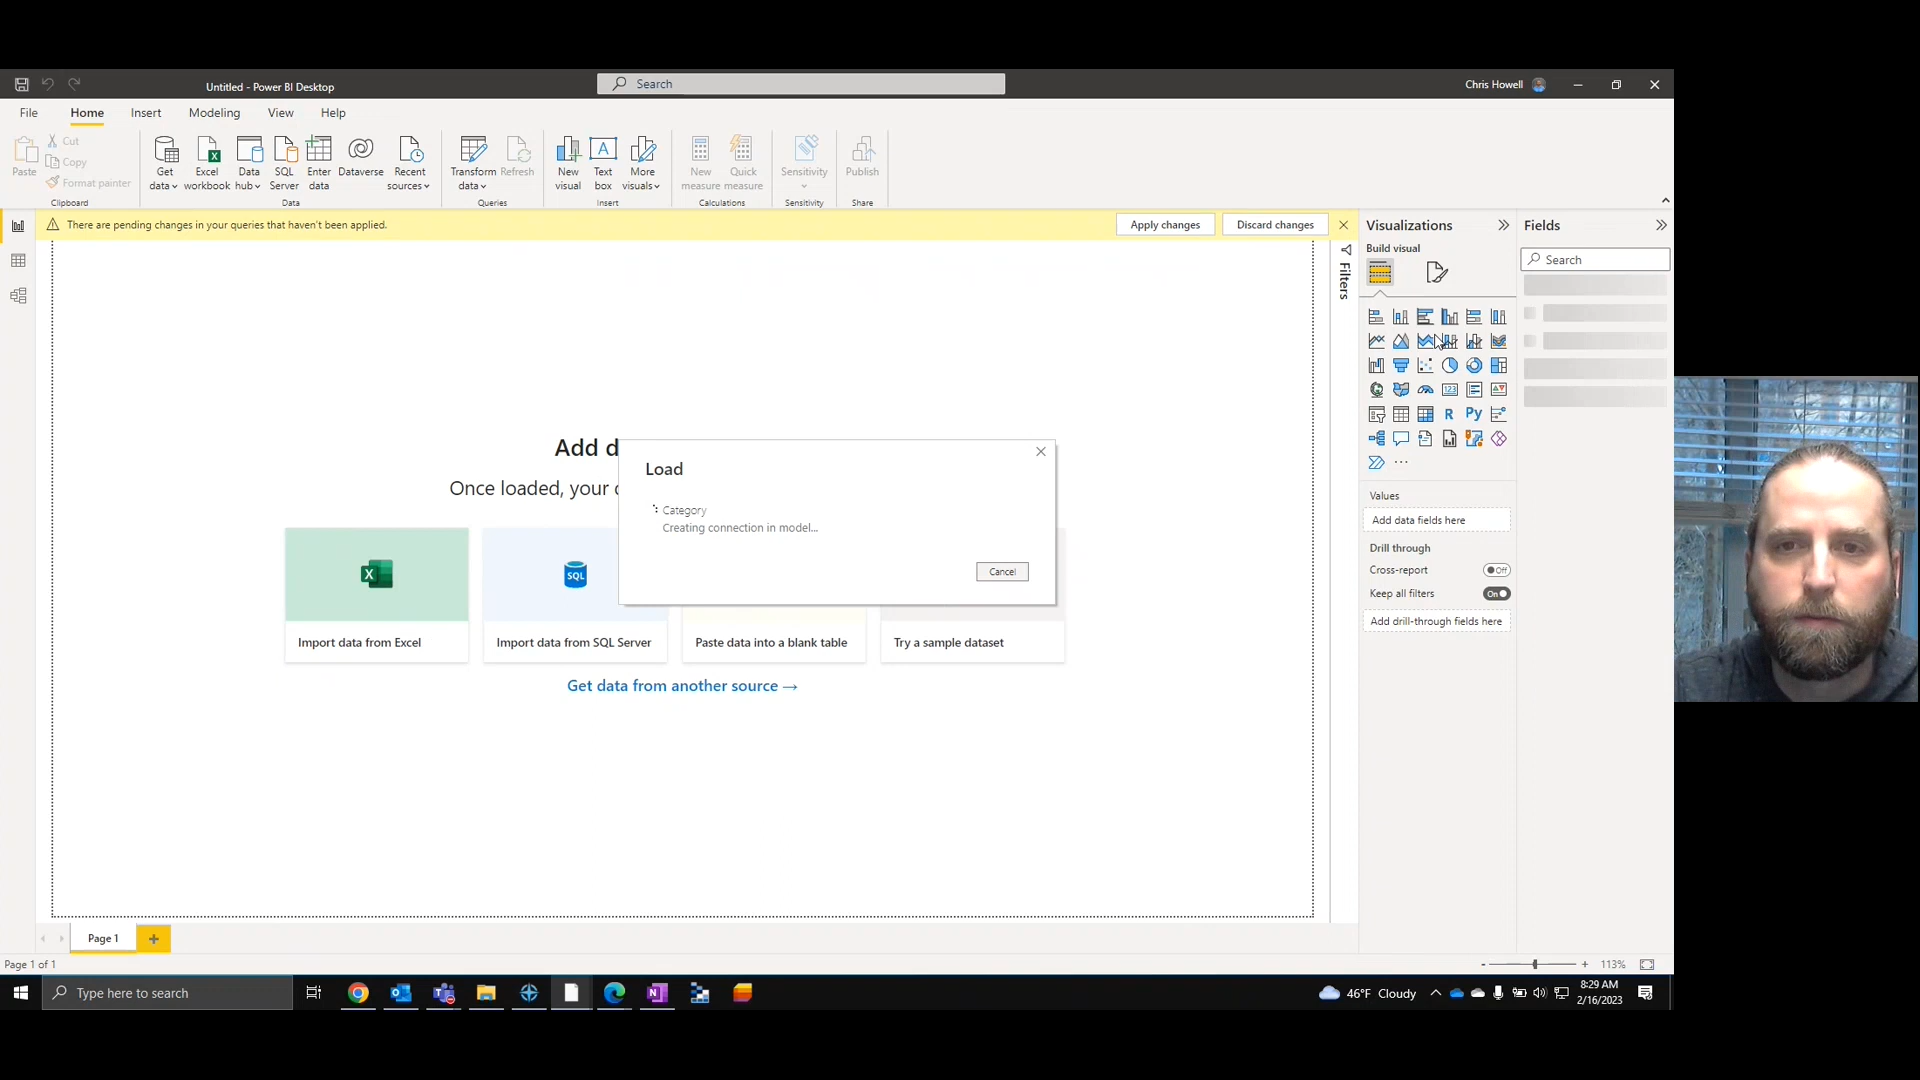 Untitled - Power BI Desktop
Search
Chris Howell
File
Home
Insert
Modeling
View
Help
Paste
Cut
Copy
Format painter
Clipboard
Get data
Excel workbook
Data hub
SQL Server
Enter data
Dataverse
Recent sources
Data
Transform data
Refresh
Queries
New visual
Text box
More visuals
Insert
New measure
Quick measure
Calculations
Sensitivity
Sensitivity
Publish
Share
There are pending changes in your queries that haven't been applied.
Apply changes
Discard changes
Filters
Visualizations
Build visual
Fields
Search
R
Py
123
Values
Add data fields here
Drill through
Cross-report
Off
Keep all filters
On
Add drill-through fields here
Add d
Once loaded, your
Load
Category
Creating connection in model...
Cancel
X
SQL
Import data from Excel
Import data from SQL Server
Paste data into a blank table
Try a sample dataset
Get data from another source →
Page 1
Page 1 of 1
113%
Type here to search
46°F Cloudy
8:29 AM
2/16/2023